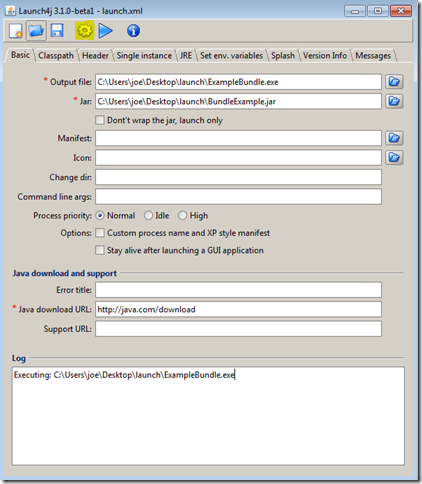 Launch4j 3.1.0-beta1 - launch.xml
Basic Classpath Header Single instance JRE Set env. variables Splash Version Info Messages
* Output file: C:\Users\joe\Desktop\launch\ExampleBundle.exe
* Jar: C:\Users\joe\Desktop\launch\BundleExample.jar
Don't wrap the jar, launch only
Manifest:
Icon:
Change dir:
Command line args:
Process priority: Normal Idle High
Options: Custom process name and XP style manifest
Stay alive after launching a GUI application
Java download and support
Error title:
* Java download URL: http://java.com/download
Support URL:
Log
Executing: C:\Users\joe\Desktop\launch\ExampleBundle.exe